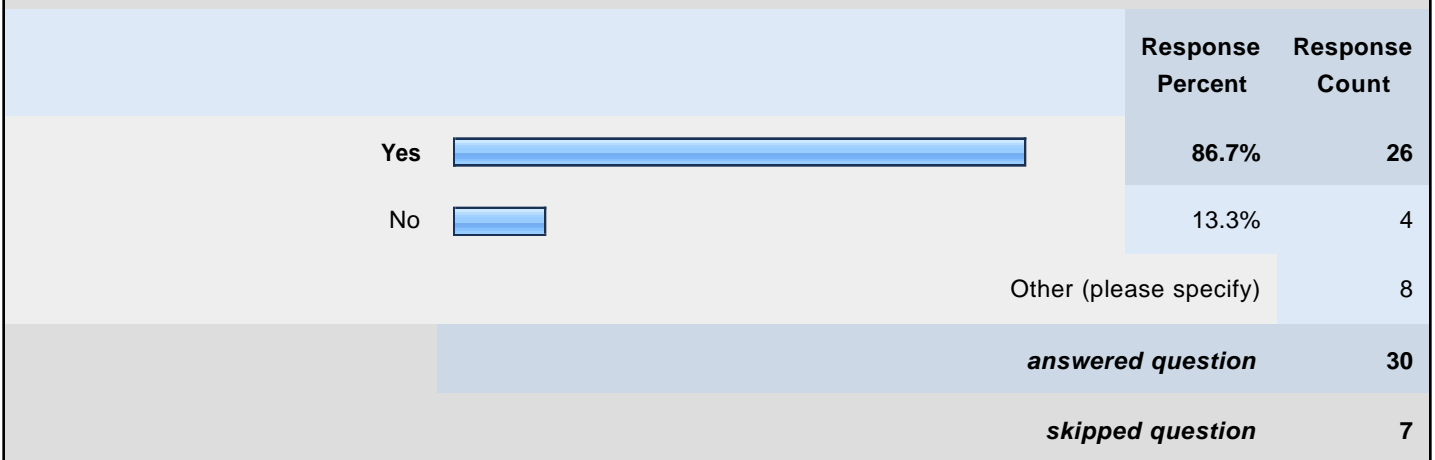 Response Percent Response Count
Yes 86.7% 26
No 13.3% 4
Other (please specify) 8
answered question 30
skipped question 7